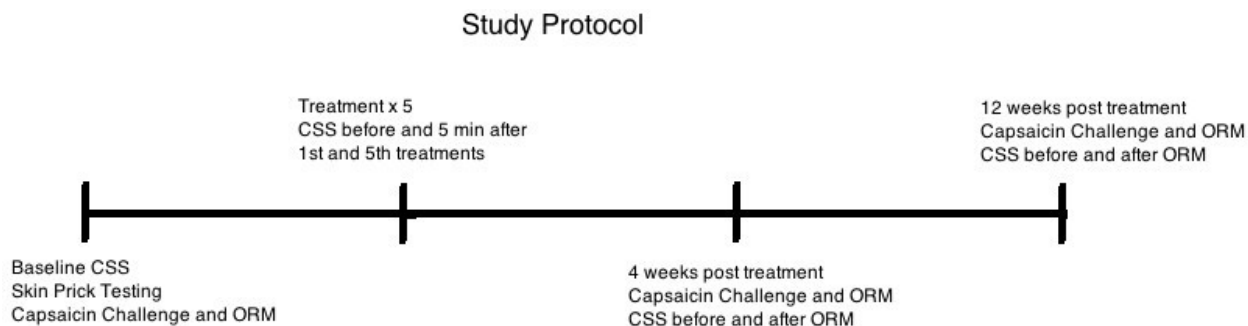 Study Protocol
Treatment x 5
CSS before and 5 min after
1st and 5th treatments
12 weeks post treatment
Capsaicin Challenge and ORM
CSS before and after ORM
Baseline CSS
Skin Prick Testing
Capsaicin Challenge and ORM
4 weeks post treatment
Capsaicin Challenge and ORM
CSS before and after ORM